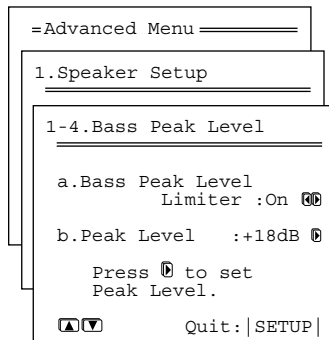 Advanced Menu
1.Speaker Setup
1-4.Bass Peak Level
a.Bass Peak Level
Limiter :On
b.Peak Level :+18dB
Press to set
Peak Level.
Quit:|SETUP|